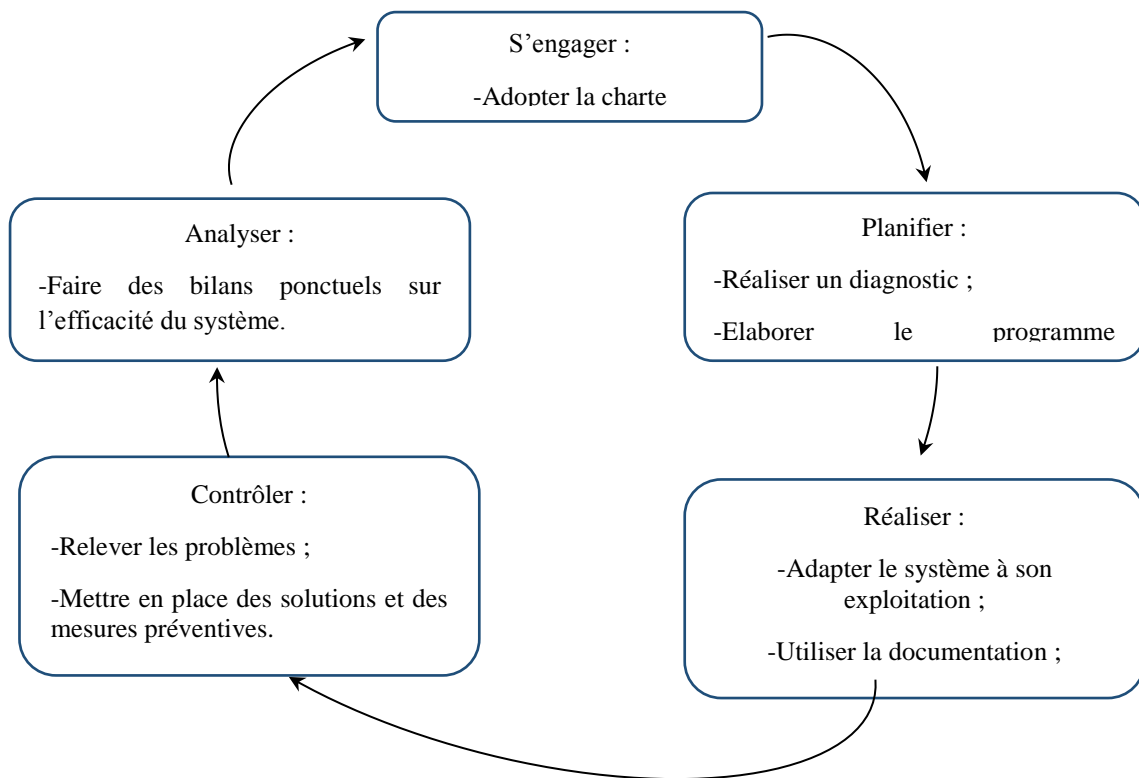 S’engager :
-Adopter la charte
Planifier :
-Réaliser un diagnostic ;
-Elaborer le programme
Réaliser :
-Adapter le système à son
exploitation ;
-Utiliser la documentation ;
Contrôler :
-Relever les problèmes ;
-Mettre en place des solutions et des
mesures préventives.
Analyser :
-Faire des bilans ponctuels sur
l’efficacité du système.